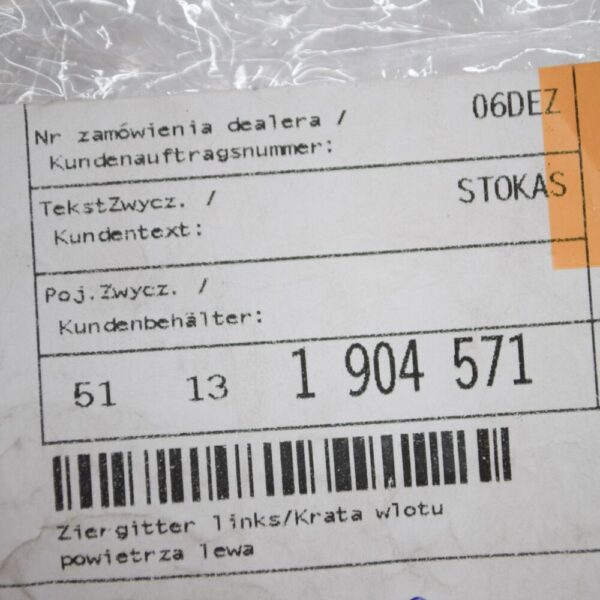 Nr zamówienia dealera / 06DEZ
Kundenauftragsnummer:
TekstZwycz. / STOKAS
Kundentext:
Poj.Zwycz. /
Kundenbehälter:
51 13 1 904 571
Ziergitter links/Krata wlotu
powietrza lewa